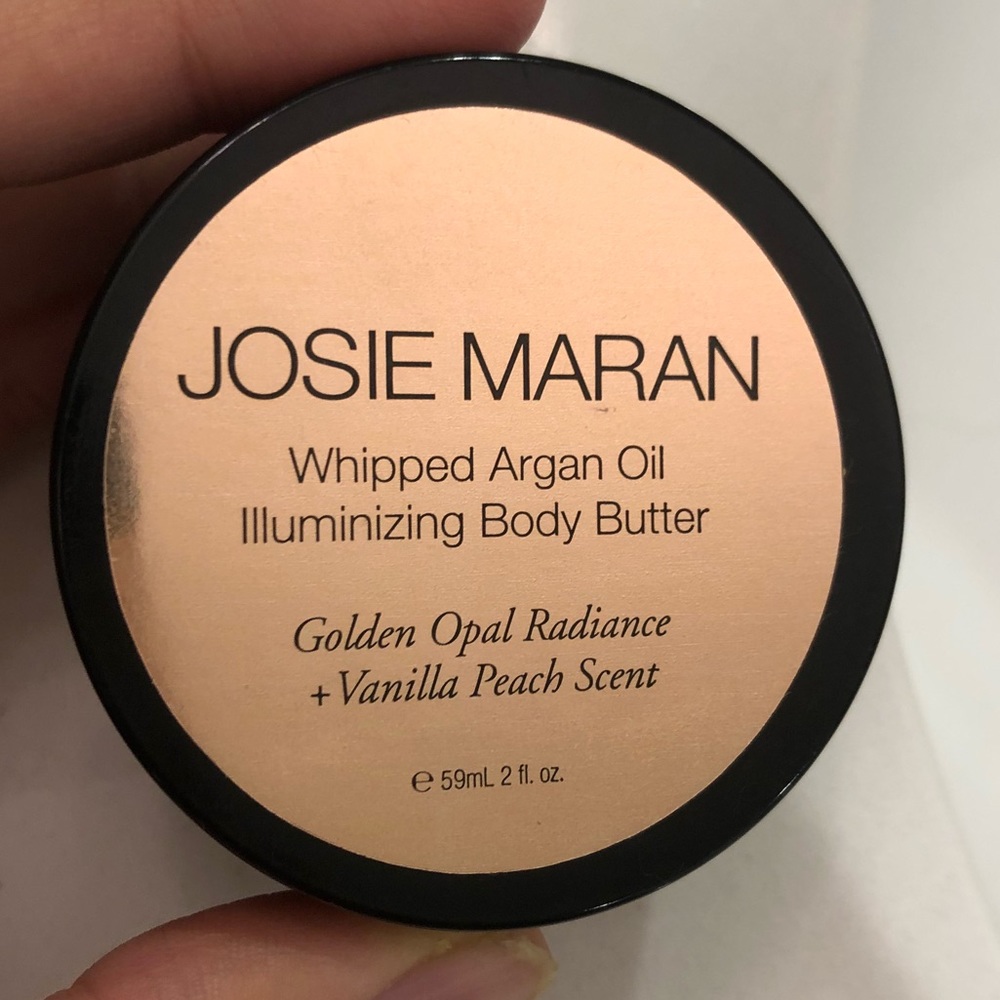 JOSIE MARAN
Whipped Argan Oil
Illuminizing Body Butter
Golden Opal Radiance
+Vanilla Peach Scent
℮ 59mL 2 fl. oz.